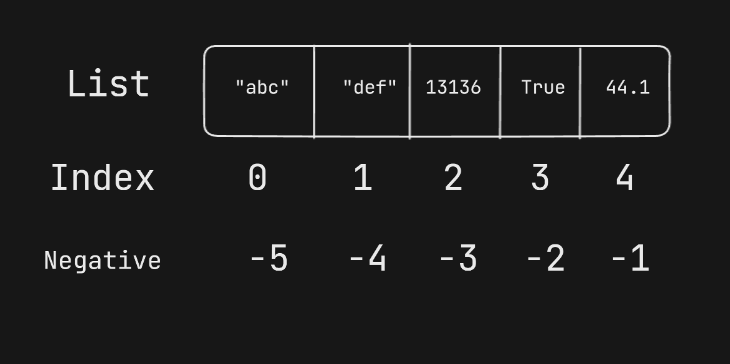 List "abc" "def" 13136 True 44.1
Index 0 1 2 3 4
Negative -5 -4 -3 -2 -1